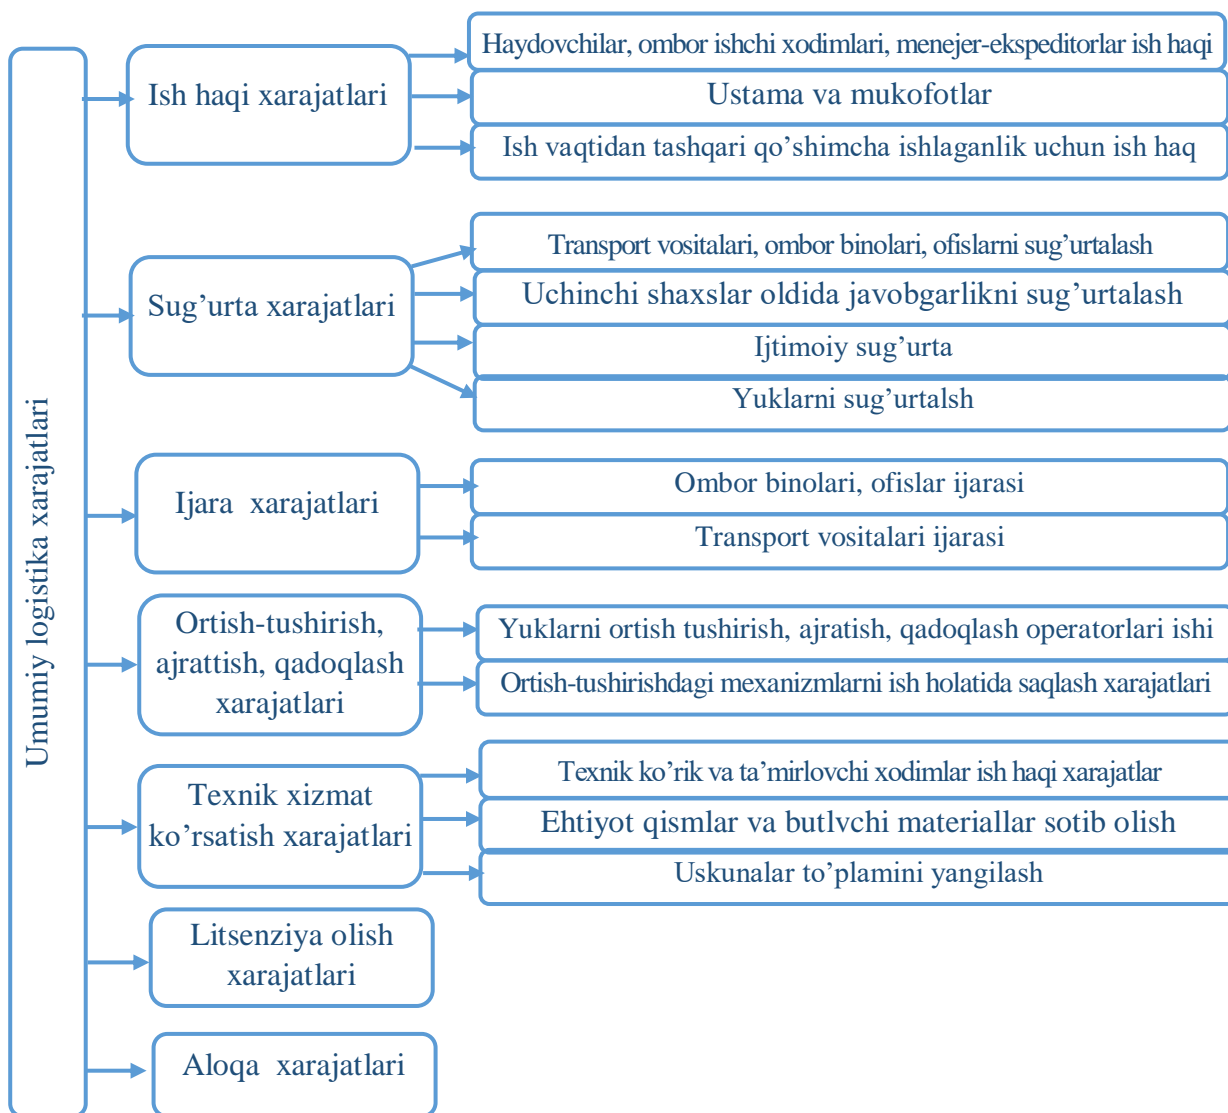 Umumiy logistika xarajatlari
Ish haqi xarajatlari
Haydovchilar, ombor ishchi xodimlari, menejer-ekspeditorlar ish haqi
Ustama va mukofotlar
Ish vaqtidan tashqari qo’shimcha ishlaganlik uchun ish haq
Sug’urta xarajatlari
Transport vositalari, ombor binolari, ofislarni sug’urtalash
Uchinchi shaxslar oldida javobgarlikni sug’urtalash
Ijtimoiy sug’urta
Yuklarni sug’urtalsh
Ijara xarajatlari
Ombor binolari, ofislar ijarasi
Transport vositalari ijarasi
Ortish-tushirish,
ajrattish, qadoqlash
xarajatlari
Yuklarni ortish tushirish, ajratish, qadoqlash operatorlari ishi
Ortish-tushirishdagi mexanizmlarni ish holatida saqlash xarajatlari
Texnik xizmat
ko’rsatish xarajatlari
Texnik ko’rik va ta’mirlovchi xodimlar ish haqi xarajatlar
Ehtiyot qismlar va butlvchi materiallar sotib olish
Uskunalar to’plamini yangilash
Litsenziya olish
xarajatlari
Aloqa xarajatlari